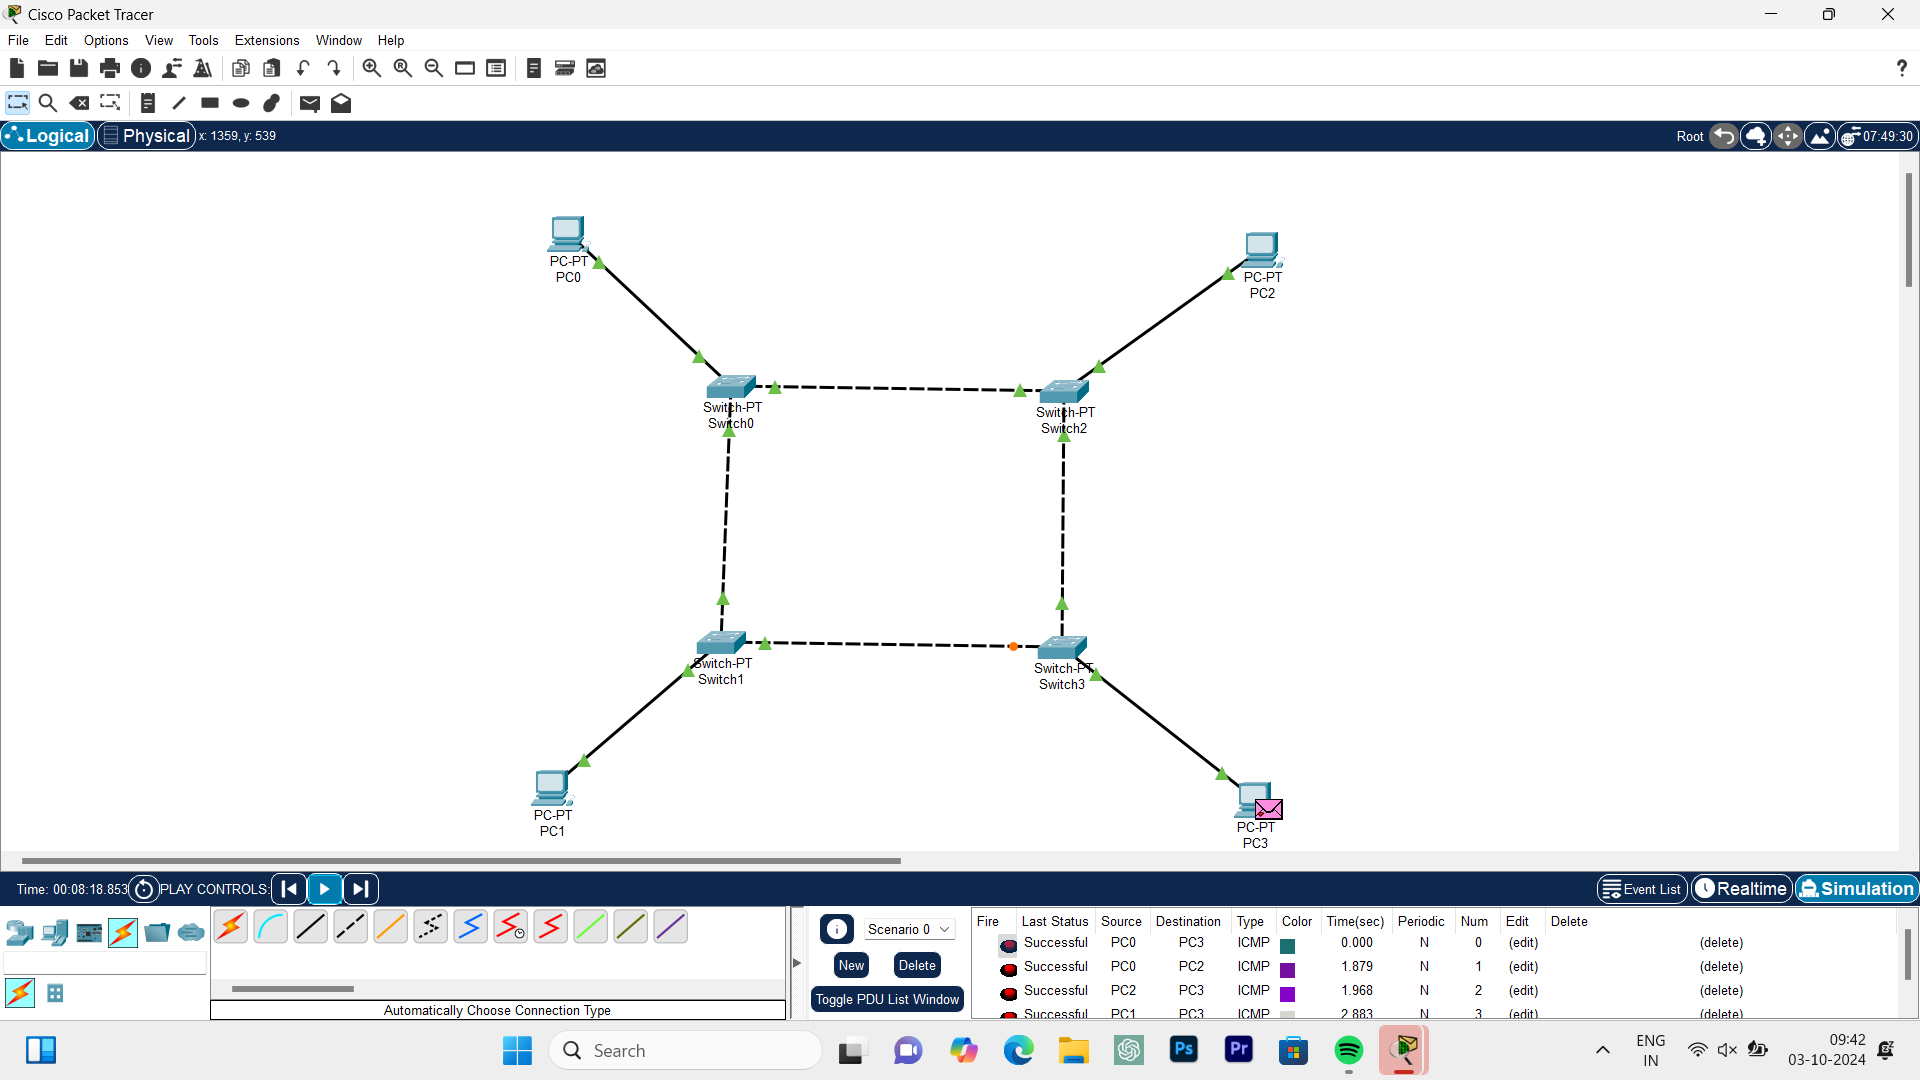 Cisco Packet Tracer
File Edit Options View Tools Extensions Window Help
?
Logical Physical x: 1359, y: 539 Root 07:49:30
PC-PT
PC0
PC-PT
PC2
Switch-PT
Switch0
Switch-PT
Switch2
Switch-PT
Switch1
Switch-PT
Switch3
PC-PT
PC1
PC-PT
PC3
Time: 00:08:18.853 PLAY CONTROLS: Event List Realtime Simulation
Scenario 0
New Delete
Toggle PDU List Window
Automatically Choose Connection Type
Fire Last Status Source Destination Type Color Time(sec) Periodic Num Edit Delete
Successful PC0 PC3 ICMP 0.000 N 0 (edit) (delete)
Successful PC0 PC2 ICMP 1.879 N 1 (edit) (delete)
Successful PC2 PC3 ICMP 1.968 N 2 (edit) (delete)
Successful PC1 PC3 ICMP 2.883 N 3 (edit) (delete)
Search
Ps
Pr
ENG
IN
09:42
03-10-2024